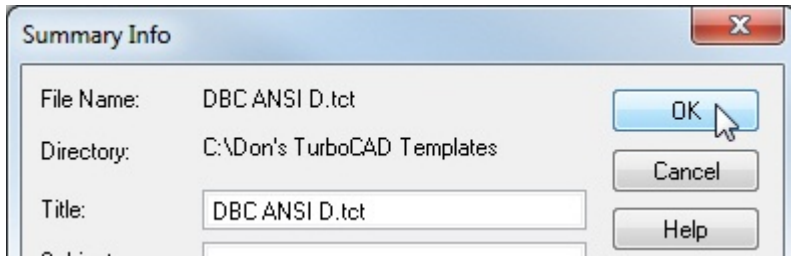 Summary Info
File Name: DBC ANSI D.tct
OK
Directory: C:\Don's TurboCAD Templates
Cancel
Title: DBC ANSI D.tct
Help